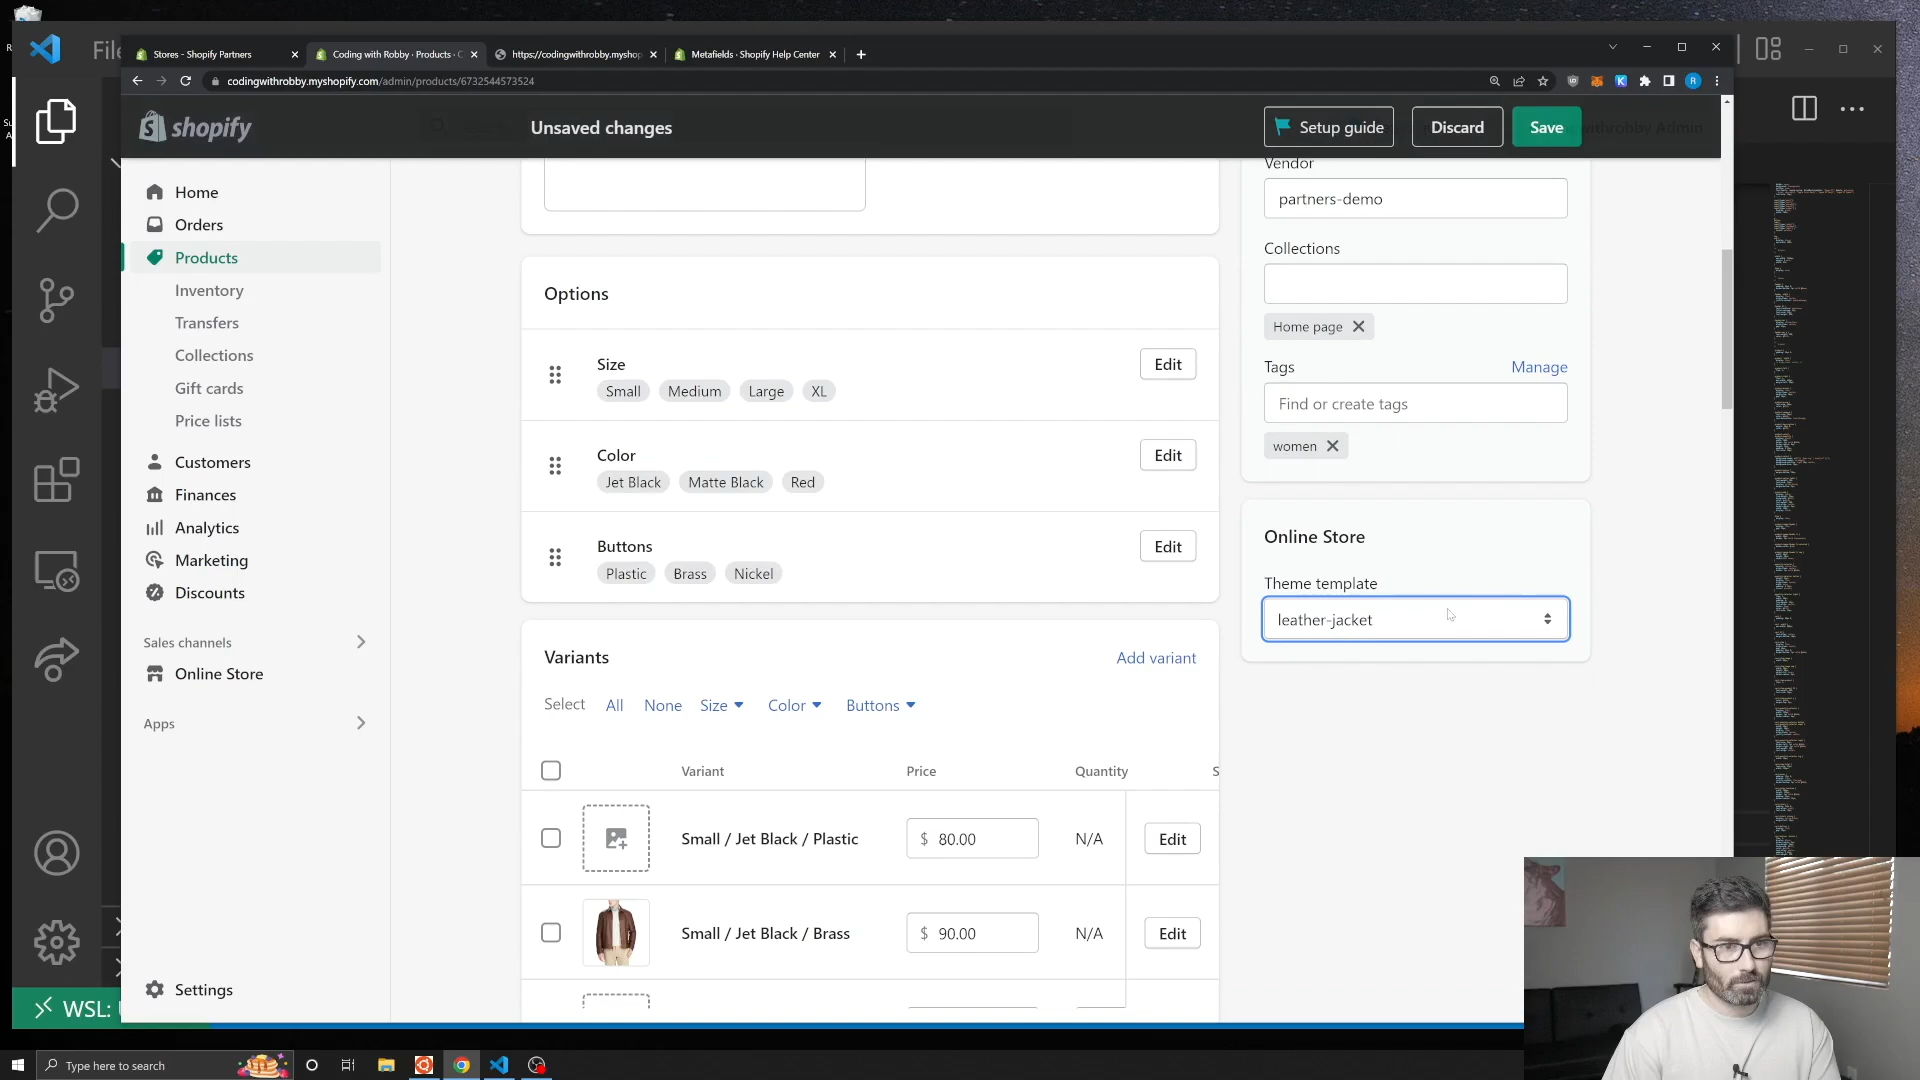 File
Stores - Shopify Partners
Coding with Robby · Products · C
https://codingwithrobby.myshop
Metafields · Shopify Help Center
codingwithrobby.myshopify.com/admin/products/6732544573524
R
shopify
Unsaved changes
Setup guide
Discard
Save
withrobby Admin
Home
Orders
Products
Inventory
Transfers
Collections
Gift cards
Price lists
Customers
Finances
Analytics
Marketing
Discounts
Sales channels
Online Store
Apps
Settings
Options
Size
Edit
Small
Medium
Large
XL
Color
Edit
Jet Black
Matte Black
Red
Buttons
Edit
Plastic
Brass
Nickel
Variants
Add variant
Select
All
None
Size
Color
Buttons
Variant
Price
Quantity
S
Small / Jet Black / Plastic
$ 80.00
N/A
Edit
Small / Jet Black / Brass
$ 90.00
N/A
Edit
Vendor
partners-demo
Collections
Home page
Tags
Manage
Find or create tags
women
Online Store
Theme template
leather-jacket
WSL:
Type here to search